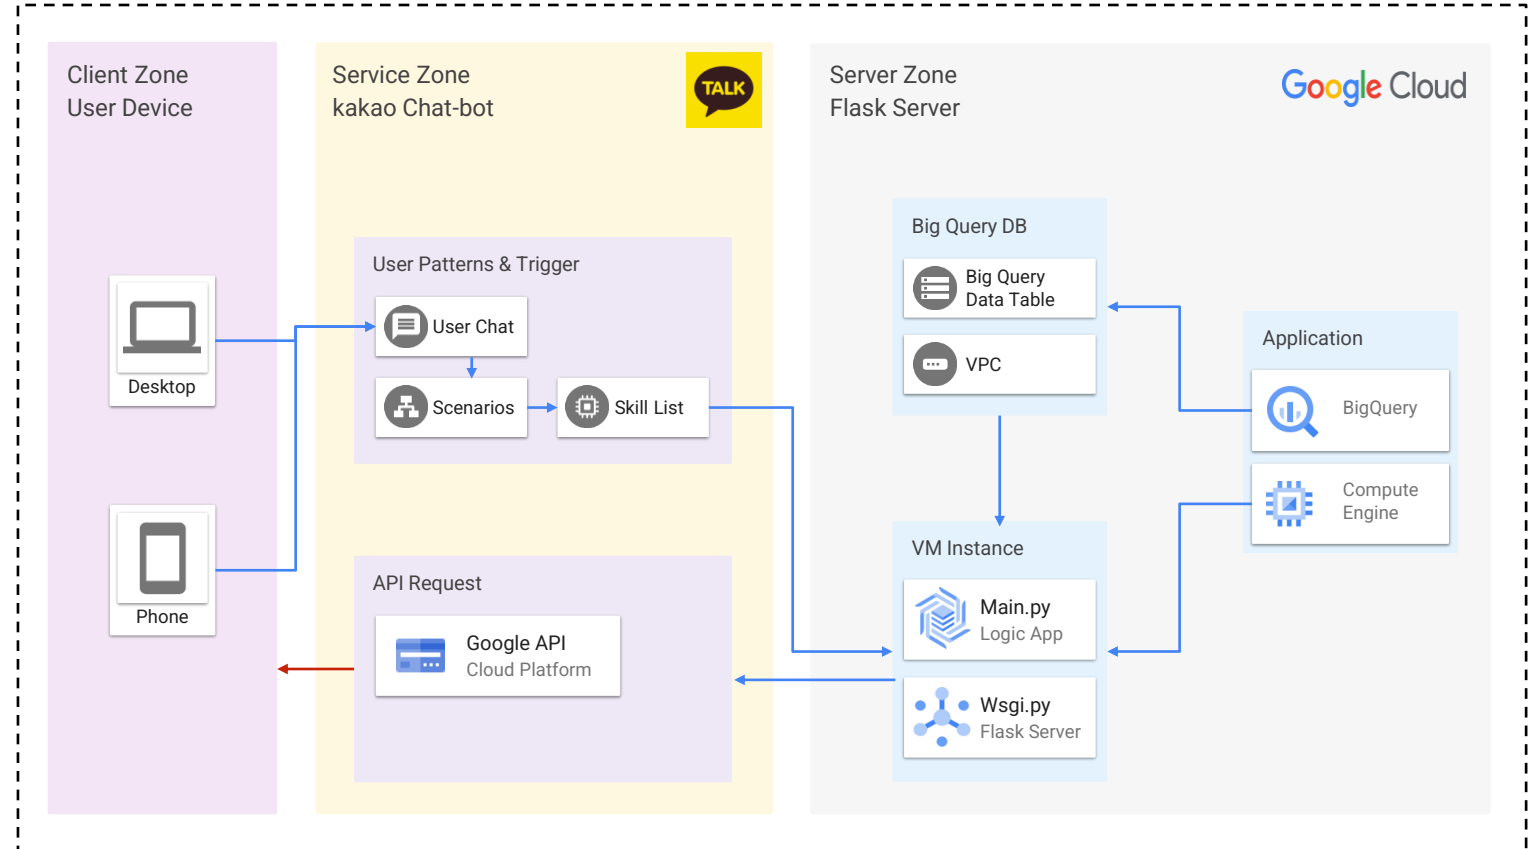 Client Zone
User Device
Desktop
Phone
Service Zone
kakao Chat-bot
TALK
User Patterns & Trigger
User Chat
Scenarios
Skill List
API Request
Google API
Cloud Platform
Server Zone
Flask Server
Google Cloud
Big Query DB
Big Query
Data Table
VPC
VM Instance
Main.py
Logic App
Wsgi.py
Flask Server
Application
BigQuery
Compute
Engine